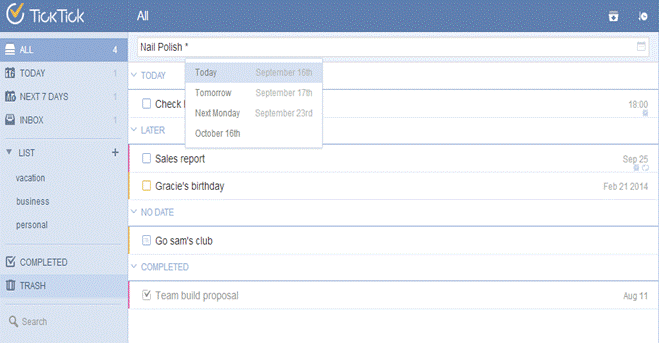 TickTick
All
ALL 4
TODAY 1
NEXT 7 DAYS 1
INBOX 1
LIST +
vacation
business
personal
COMPLETED
TRASH
Search
Nail Polish *
Today September 16th
Tomorrow September 17th
Next Monday September 23rd
October 16th
TODAY
Check
18:00
LATER
Sales report Sep 25
Gracie's birthday Feb 21 2014
NO DATE
Go sam's club
COMPLETED
Team build proposal Aug 11